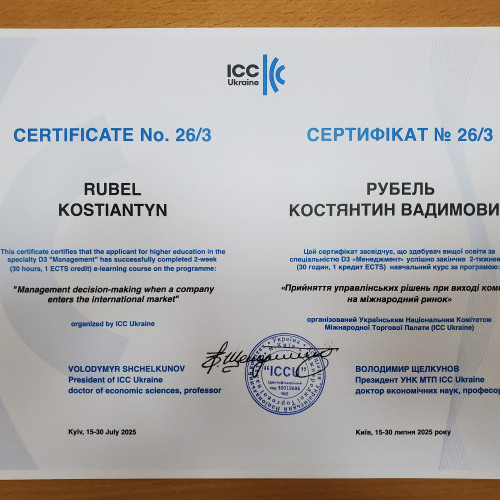 ICC
Ukraine
CERTIFICATE No. 26/3
RUBEL
KOSTIANTYN
This certificate certifies that the applicant for higher education in the
specialty D3 "Management" has successfully completed 2-week
(30 hours, 1 ECTS credit) e-learning course on the programme:
"Management decision-making when a company
enters the international market"
organized by ICC Ukraine
VOLODYMYR SHCHELKUNOV
President of ICC Ukraine
doctor of economic sciences, professor
Kyiv, 15-30 July 2025
СЕРТИФІКАТ № 26/3
РУБЕЛЬ
КОСТЯНТИН ВАДИМОВИ
Цей сертифікат засвідчує, що здобувач вищої освіти за
спеціальністю D3 «Менеджмент» успішно закінчив 2-тижнев
(30 годин, 1 кредит ECTS) навчальний курс за програмою:
«Прийняття управлінських рішень при виході комп
на міжнародний ринок»
організований Українським Національним Комітетом
Міжнародної Торгової Палати (ICC Ukraine)
ВОЛОДИМИР ЩЕЛКУНОВ
Президент УНК МТП ICC Ukraine
доктор економічних наук, професор
Київ, 15-30 липня 2025 року
"ICCU"